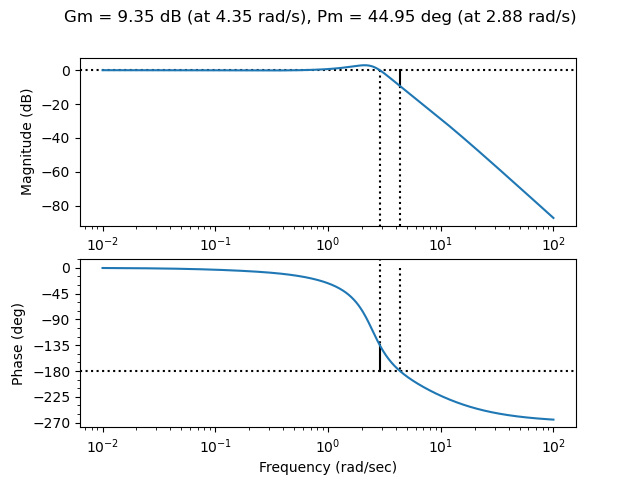 Gm = 9.35 dB (at 4.35 rad/s), Pm = 44.95 deg (at 2.88 rad/s)
0
−20
−40
−60
−80
Magnitude (dB)
10⁻² 10⁻¹ 10⁰ 10¹ 10²
0
−45
−90
−135
−180
−225
−270
Phase (deg)
10⁻² 10⁻¹ 10⁰ 10¹ 10²
Frequency (rad/sec)